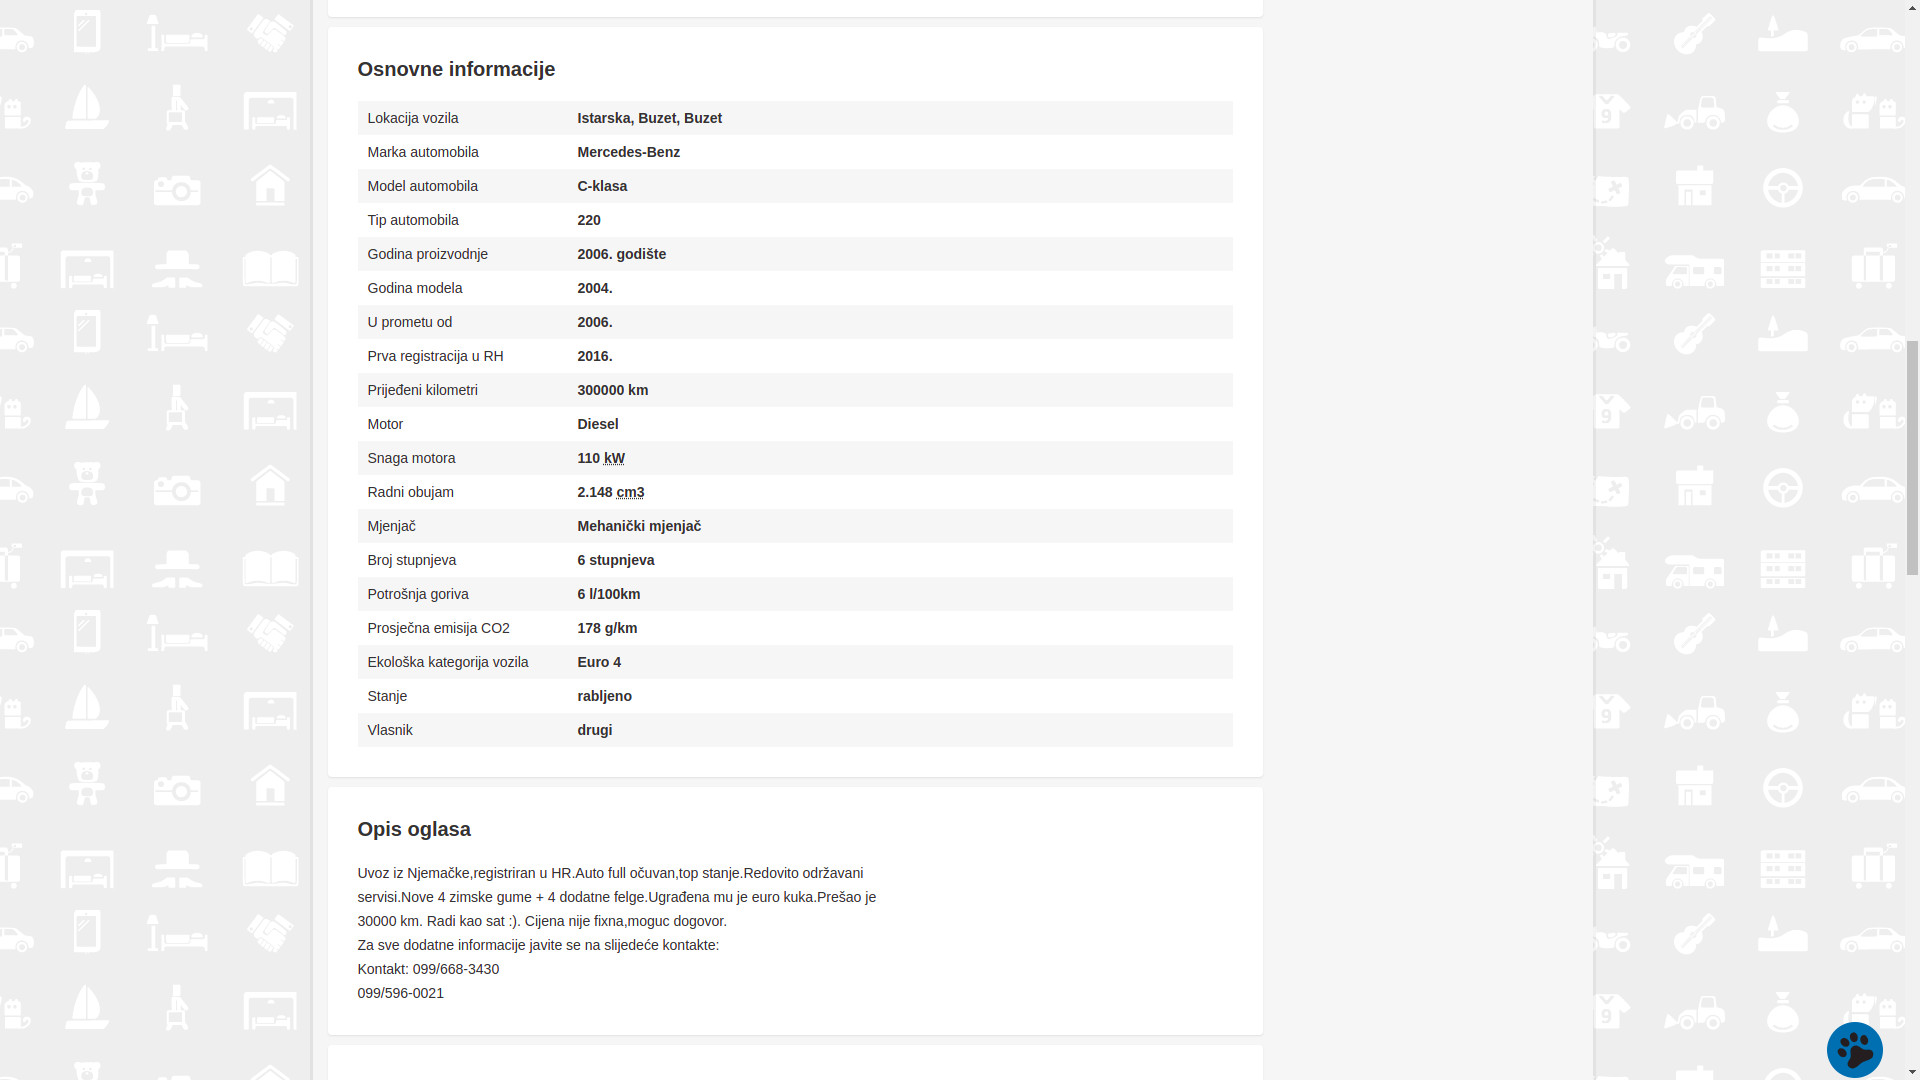 Osnovne informacije
Lokacija vozila Istarska, Buzet, Buzet
Marka automobila Mercedes-Benz
Model automobila C-klasa
Tip automobila 220
Godina proizvodnje 2006. godište
Godina modela 2004.
U prometu od 2006.
Prva registracija u RH 2016.
Prijeđeni kilometri 300000 km
Motor Diesel
Snaga motora 110 kW
Radni obujam 2.148 cm3
Mjenjač Mehanički mjenjač
Broj stupnjeva 6 stupnjeva
Potrošnja goriva 6 l/100km
Prosječna emisija CO2 178 g/km
Ekološka kategorija vozila Euro 4
Stanje rabljeno
Vlasnik drugi
Opis oglasa
Uvoz iz Njemačke,registriran u HR.Auto full očuvan,top stanje.Redovito održavani
servisi.Nove 4 zimske gume + 4 dodatne felge.Ugrađena mu je euro kuka.Prešao je
30000 km. Radi kao sat :). Cijena nije fixna,moguc dogovor.
Za sve dodatne informacije javite se na slijedeće kontakte:
Kontakt: 099/668-3430
099/596-0021
9
9
9
9